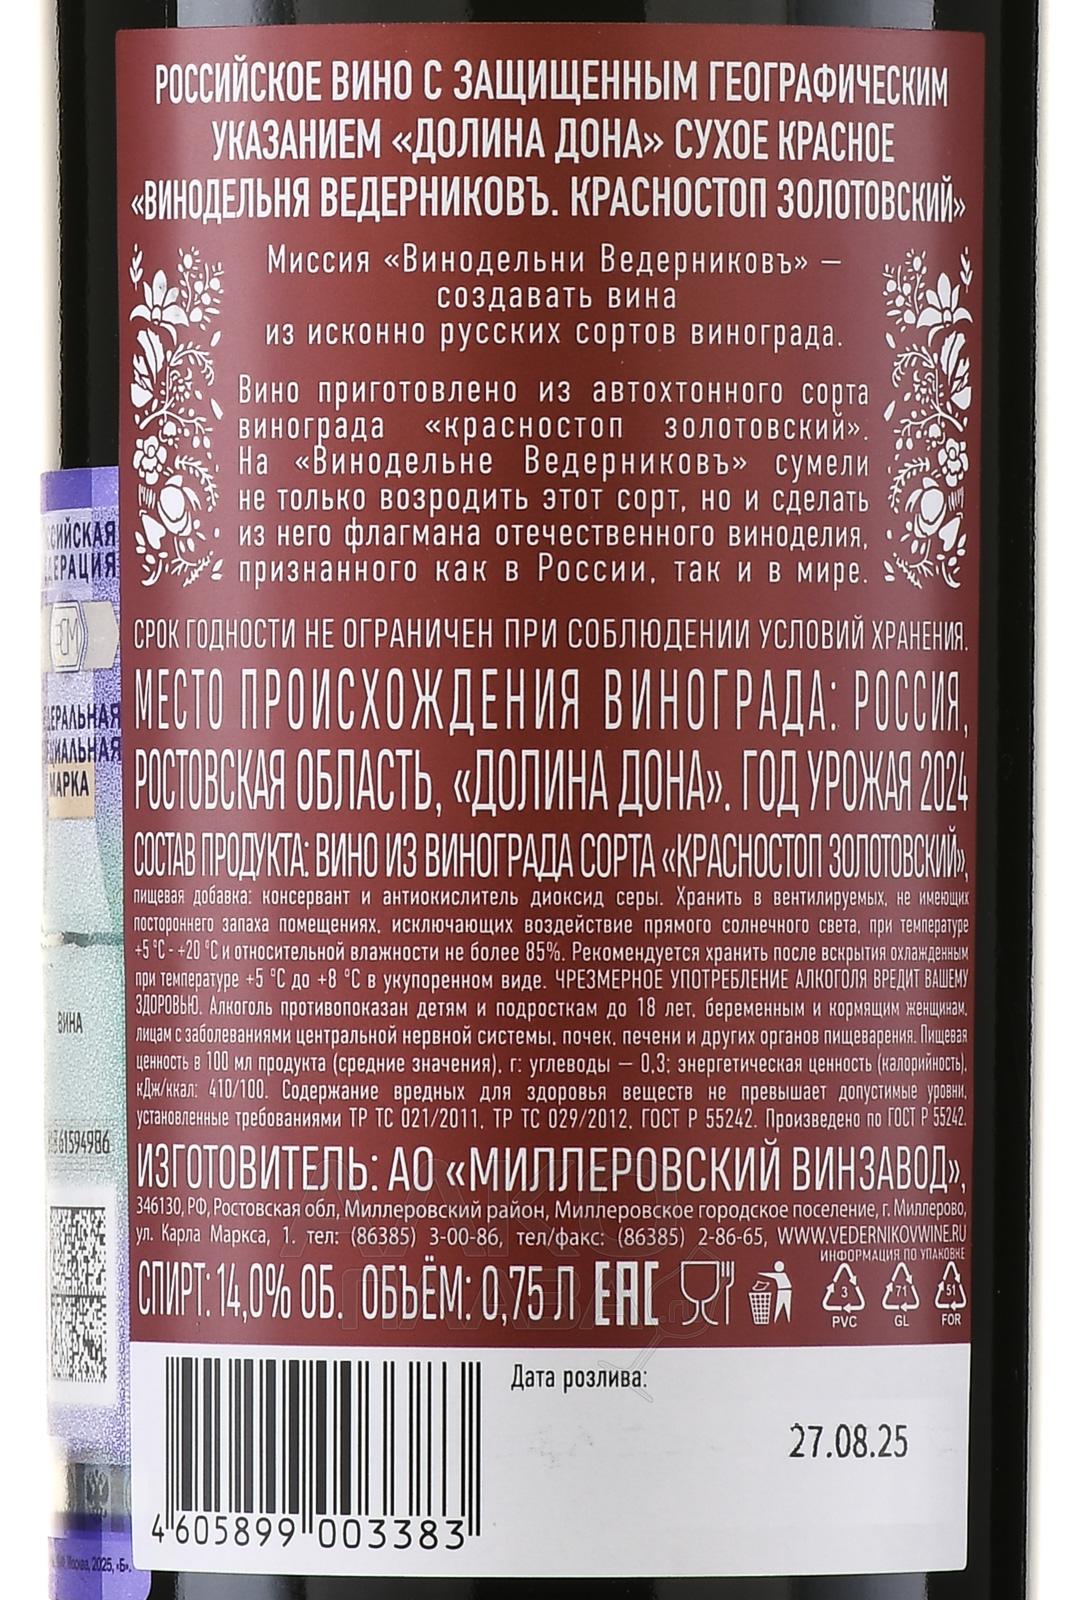 РОССИЙСКОЕ ВИНО С ЗАЩИЩЕННЫМ ГЕОГРАФИЧЕСКИМ
УКАЗАНИЕМ «ДОЛИНА ДОНА» СУХОЕ КРАСНОЕ
«ВИНОДЕЛЬНЯ ВЕДЕРНИКОВЪ. КРАСНОСТОП ЗОЛОТОВСКИЙ»
Миссия «Винодельни Ведерниковъ» –
создавать вина
из исконно русских сортов винограда.
Вино приготовлено из автохтонного сорта
винограда «красностоп золотовский».
На «Винодельне Ведерниковъ» сумели
не только возродить этот сорт, но и сделать
из него флагмана отечественного виноделия,
признанного как в России, так и в мире.
СРОК ГОДНОСТИ НЕ ОГРАНИЧЕН ПРИ СОБЛЮДЕНИИ УСЛОВИЙ ХРАНЕНИЯ.
МЕСТО ПРОИСХОЖДЕНИЯ ВИНОГРАДА: РОССИЯ,
РОСТОВСКАЯ ОБЛАСТЬ, «ДОЛИНА ДОНА». ГОД УРОЖАЯ 2024
СОСТАВ ПРОДУКТА: ВИНО ИЗ ВИНОГРАДА СОРТА «КРАСНОСТОП ЗОЛОТОВСКИЙ»,
пищевая добавка: консервант и антиокислитель диоксид серы. Хранить в вентилируемых, не имеющих
постороннего запаха помещениях, исключающих воздействие прямого солнечного света, при температуре
+5 °C - +20 °C и относительной влажности не более 85%. Рекомендуется хранить после вскрытия охлажденным
при температуре +5 °C до +8 °C в укупоренном виде. ЧРЕЗМЕРНОЕ УПОТРЕБЛЕНИЕ АЛКОГОЛЯ ВРЕДИТ ВАШЕМУ
ЗДОРОВЬЮ. Алкоголь противопоказан детям и подросткам до 18 лет, беременным и кормящим женщинам,
лицам с заболеваниями центральной нервной системы, почек, печени и других органов пищеварения. Пищевая
ценность в 100 мл продукта (средние значения), г: углеводы – 0,3; энергетическая ценность (калорийность),
кДж/ккал: 410/100. Содержание вредных для здоровья веществ не превышает допустимые уровни,
установленные требованиями ТР ТС 021/2011, ТР ТС 029/2012, ГОСТ Р 55242. Произведено по ГОСТ Р 55242.
ИЗГОТОВИТЕЛЬ: АО «МИЛЛЕРОВСКИЙ ВИНЗАВОД»,
346130, РФ, Ростовская обл, Миллеровский район, Миллеровское городское поселение, г. Миллерово,
ул. Карла Маркса, 1. тел: (86385) 3-00-86, тел/факс: (86385) 2-86-65, WWW.VEDERNIKOVWINE.RU
ИНФОРМАЦИЯ ПО УПАКОВКЕ
СПИРТ: 14,0% ОБ. ОБЪЁМ: 0,75 Л EAC
3 71 51
PVC GL FOR
Дата розлива:
27.08.25
4 605899 003383
МАРКА
ВИНА
61594986
Москва, 2025, «Б».